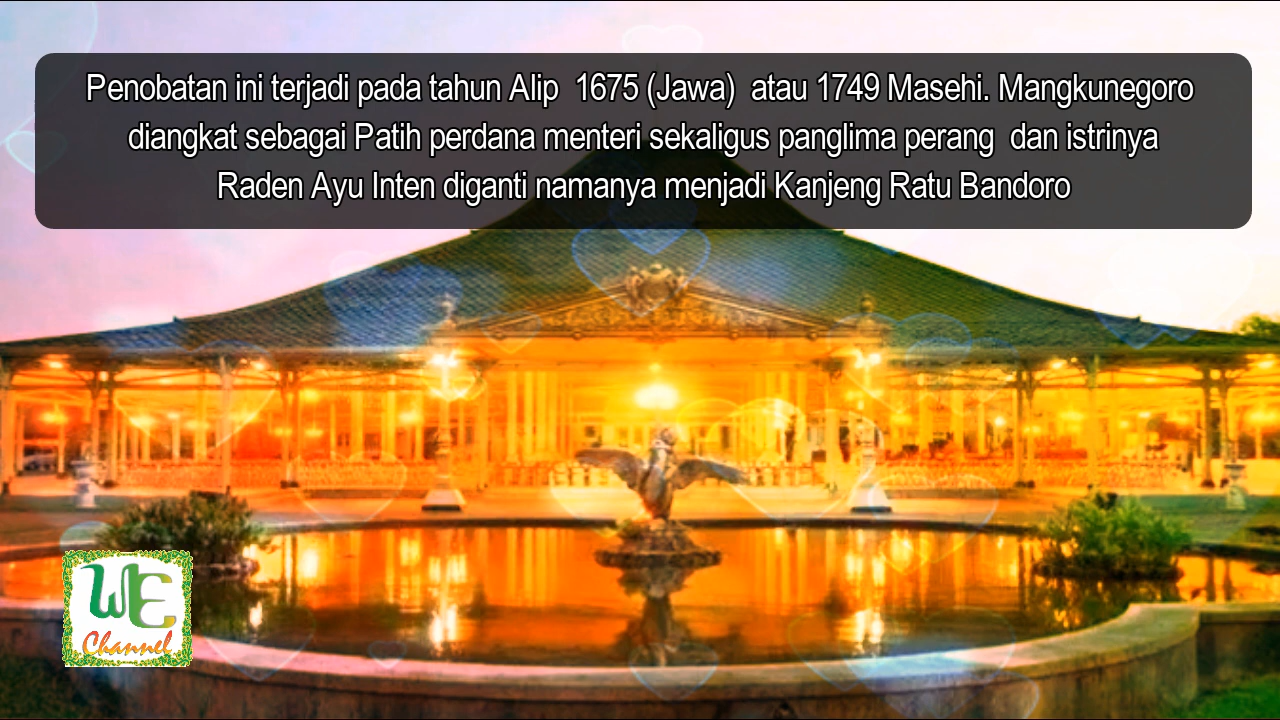 Penobatan ini terjadi pada tahun Alip  1675 (Jawa)  atau 1749 Masehi. Mangkunegoro
diangkat sebagai Patih perdana menteri sekaligus panglima perang  dan istrinya
Raden Ayu Inten diganti namanya menjadi Kanjeng Ratu Bandoro
WE
Channel